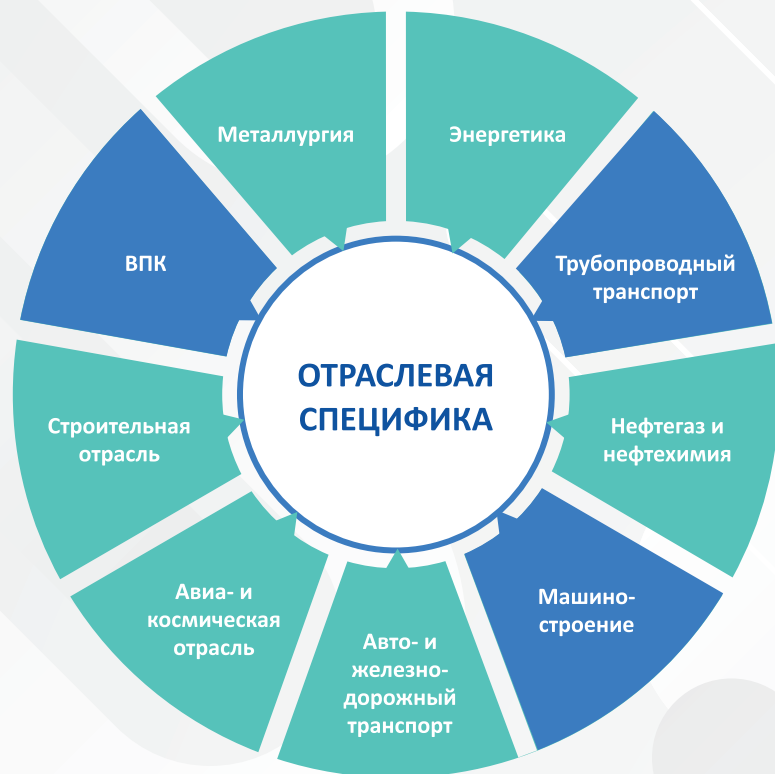 Металлургия
Энергетика
ВПК
Трубопроводный
транспорт
ОТРАСЛЕВАЯ
СПЕЦИФИКА
Строительная
отрасль
Нефтегаз и
нефтехимия
Авиа- и
космическая
отрасль
Машино-
строение
Авто- и
железно-
дорожный
транспорт